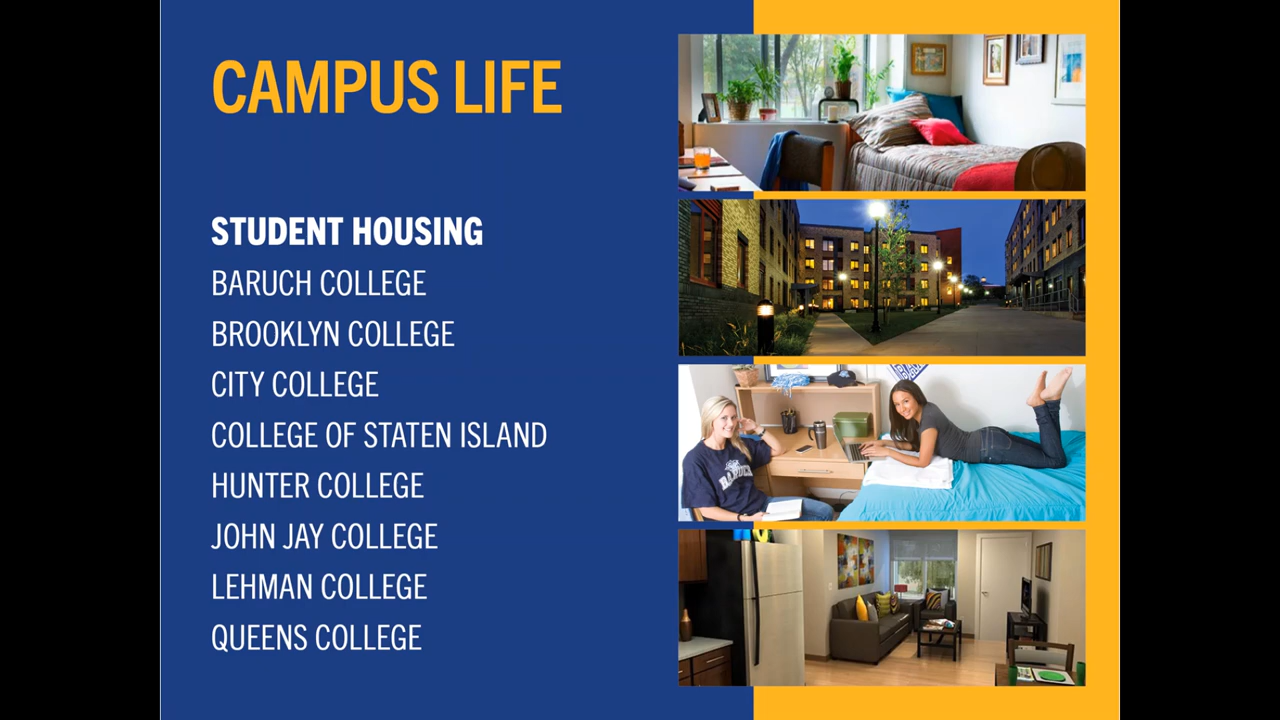 CAMPUS LIFE
STUDENT HOUSING
BARUCH COLLEGE
BROOKLYN COLLEGE
CITY COLLEGE
COLLEGE OF STATEN ISLAND
HUNTER COLLEGE
JOHN JAY COLLEGE
LEHMAN COLLEGE
QUEENS COLLEGE